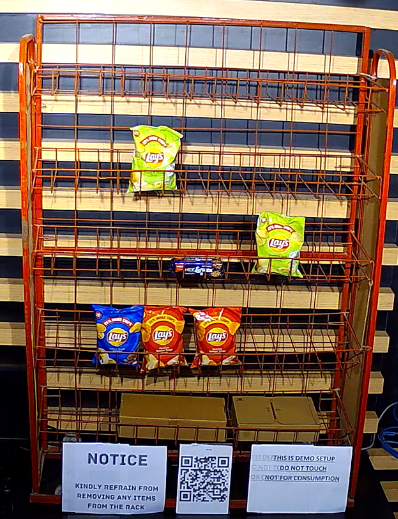 Lay's
Lay's
Lay's
Lay's
Lay's
NOTICE
KINDLY REFRAIN FROM
REMOVING ANY ITEMS
FROM THE RACK
THIS IS DEMO SETUP
DO NOT TOUCH
NOT FOR CONSUMPTION